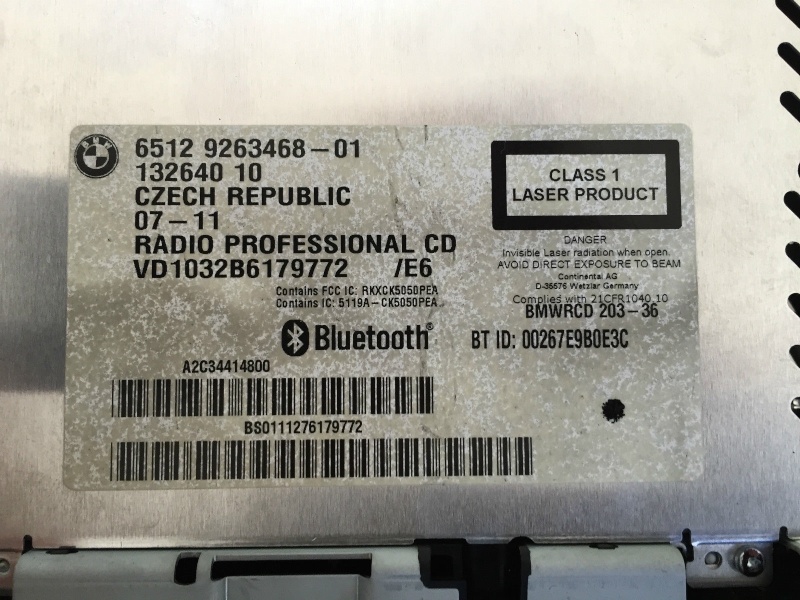 BMW
6512 9263468-01
132640 10
CZECH REPUBLIC
07-11
RADIO PROFESSIONAL CD
VD1032B6179772 /E6
Contains FCC IC: RKXCK5050PEA
Contains IC: 5119A-CK5050PEA
CLASS 1
LASER PRODUCT
DANGER
Invisible Laser radiation when open.
AVOID DIRECT EXPOSURE TO BEAM
Continental AG
D-35576 Wetzlar Germany
Complies with 21CFR1040.10
BMWRCD 203-36
Bluetooth®
BT ID: 00267E9B0E3C
A2C34414800
BS0111276179772